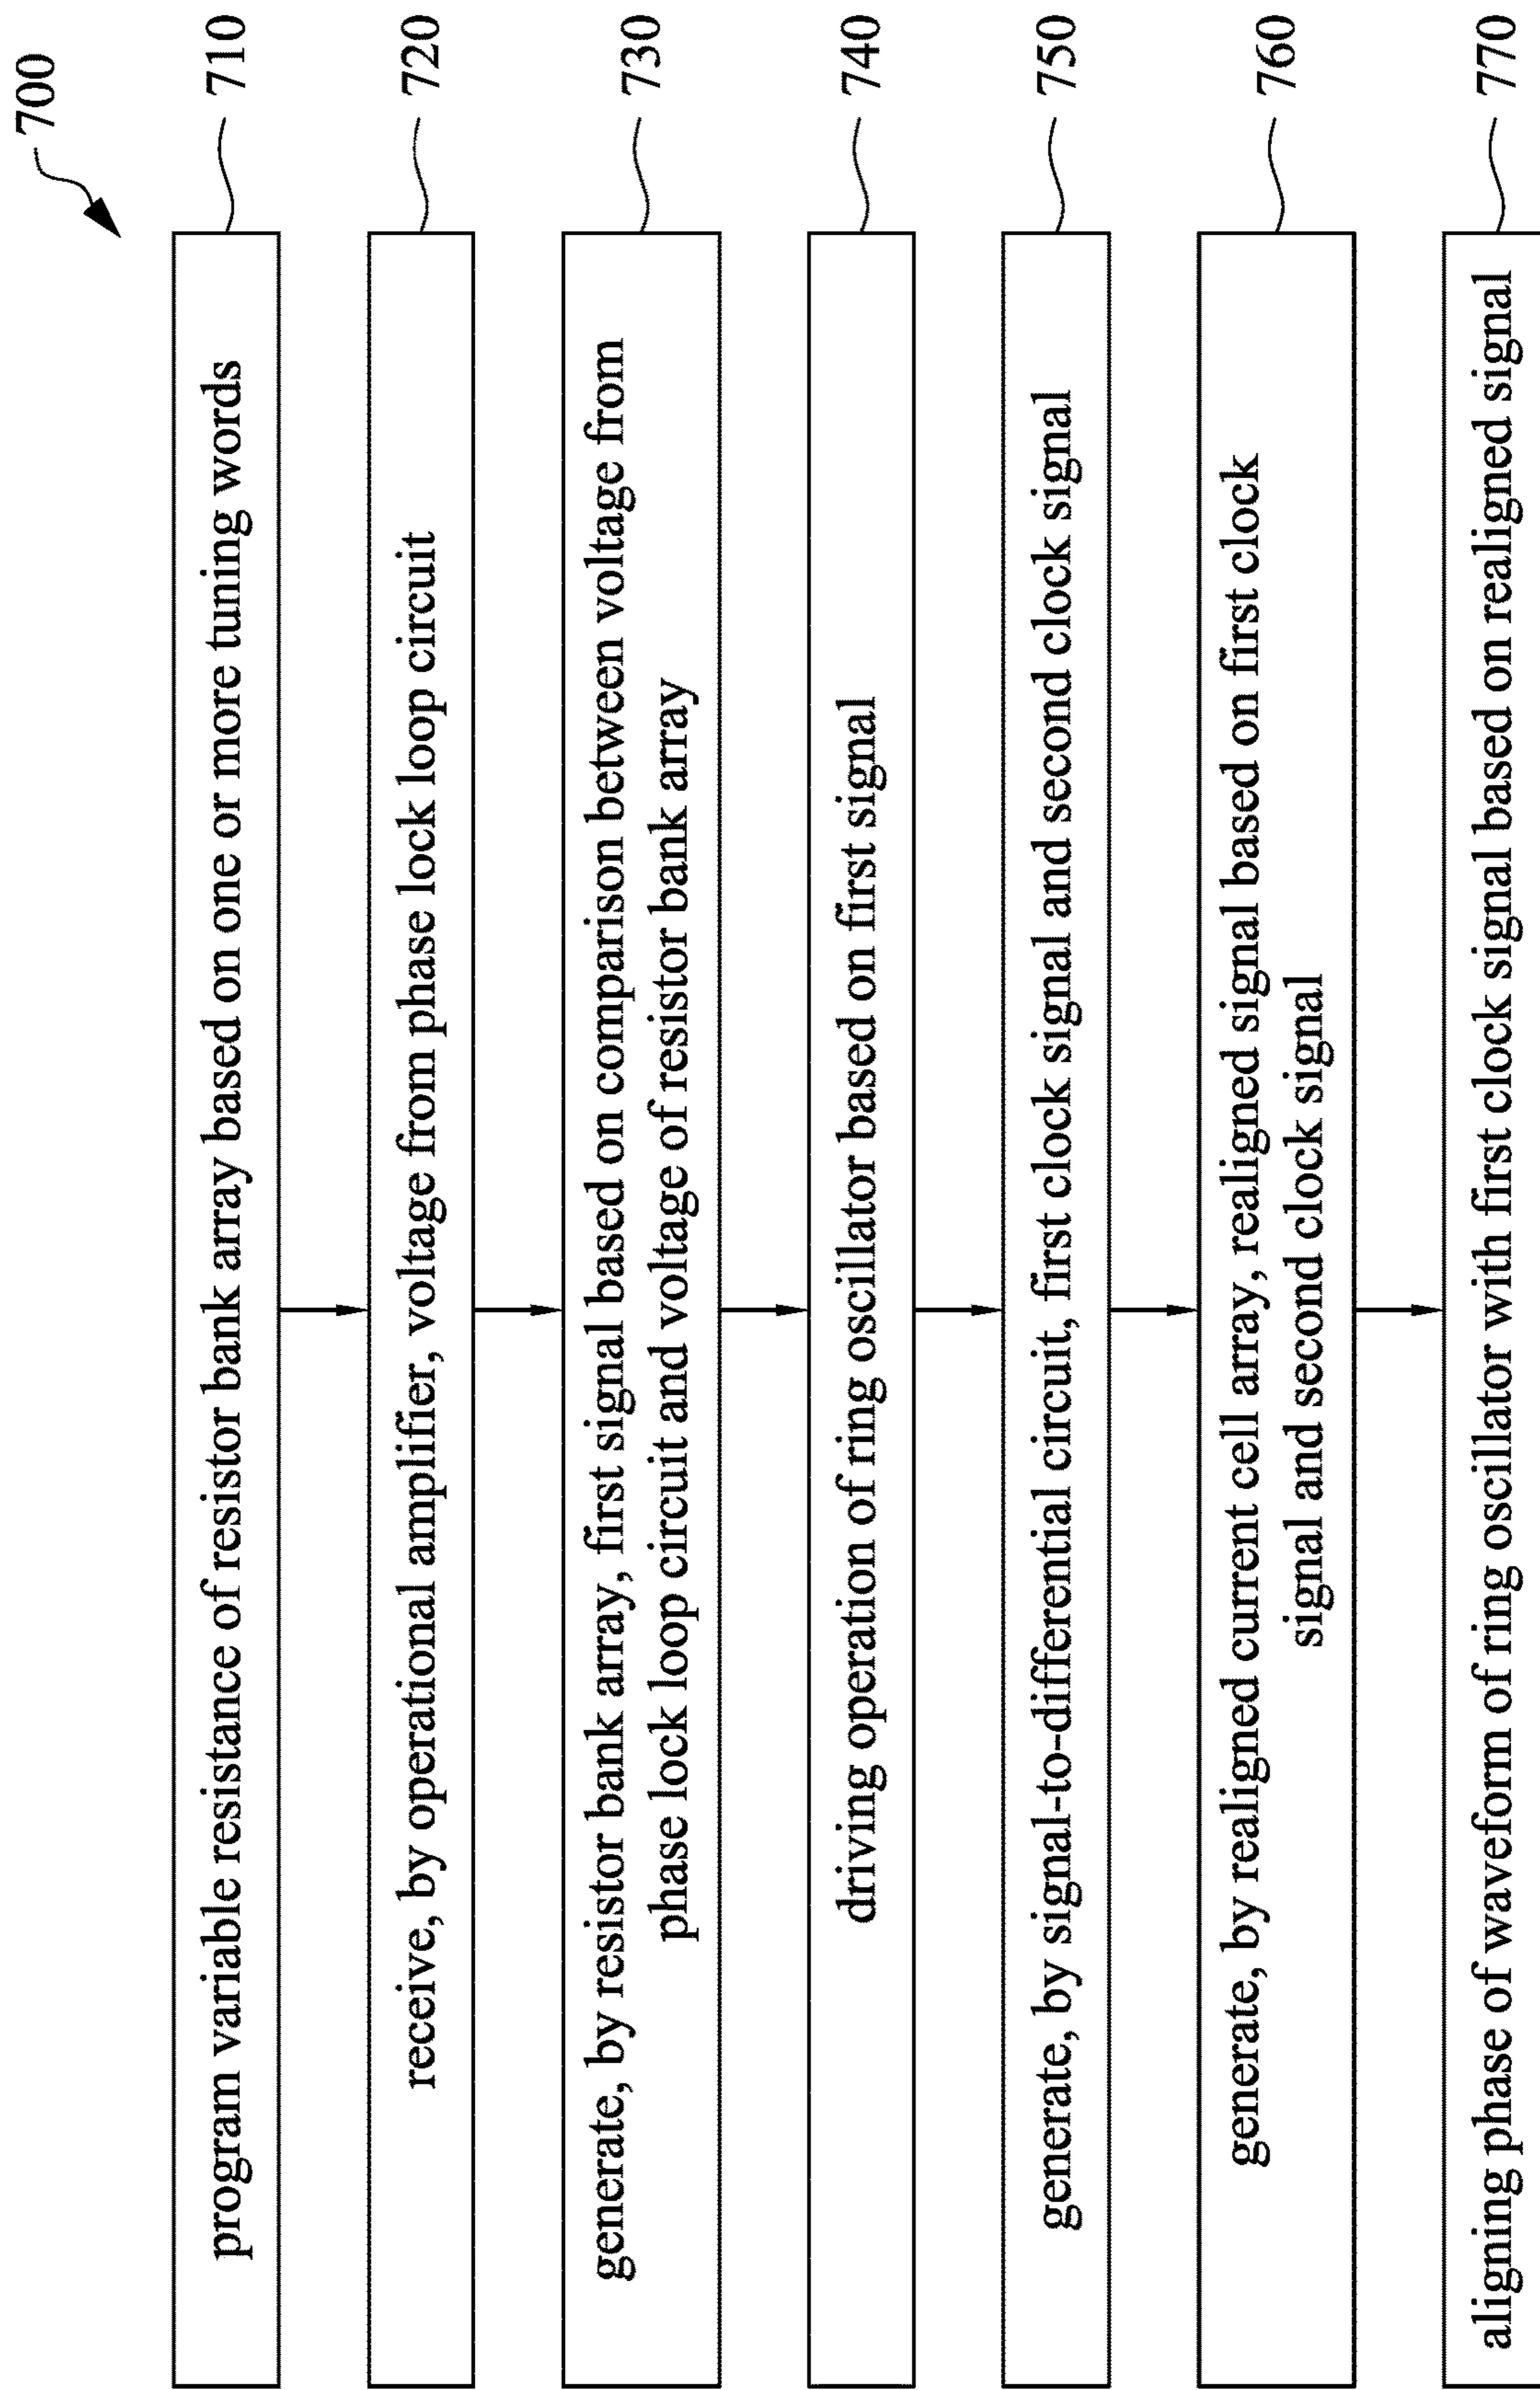 700
program variable resistance of resistor bank array based on one or more tuning words
710
receive, by operational amplifier, voltage from phase lock loop circuit
720
generate, by resistor bank array, first signal based on comparison between voltage from
phase lock loop circuit and voltage of resistor bank array
730
driving operation of ring oscillator based on first signal
740
generate, by signal-to-differential circuit, first clock signal and second clock signal
750
generate, by realigned current cell array, realigned signal based on first clock
signal and second clock signal
760
aligning phase of waveform of ring oscillator with first clock signal based on realigned signal
770